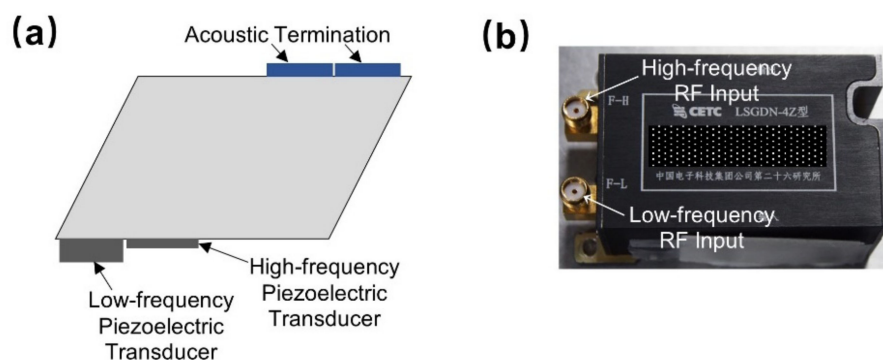 (a)
Acoustic Termination
High-frequency
Piezoelectric
Transducer
Low-frequency
Piezoelectric
Transducer
(b)
High-frequency
RF Input
F-H
CETC LSGDN-4Z型
中国电子科技集团公司第二十六研究所
F-L
Low-frequency
RF Input